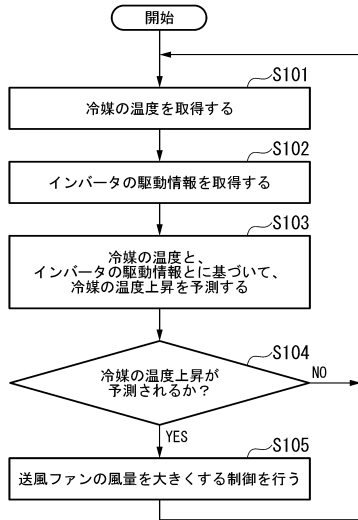 開始
S101
冷媒の温度を取得する
S102
インバータの駆動情報を取得する
S103
冷媒の温度と、
インバータの駆動情報とに基づいて、
冷媒の温度上昇を予測する
S104
冷媒の温度上昇が
予測されるか？
NO
YES
S105
送風ファンの風量を大きくする制御を行う